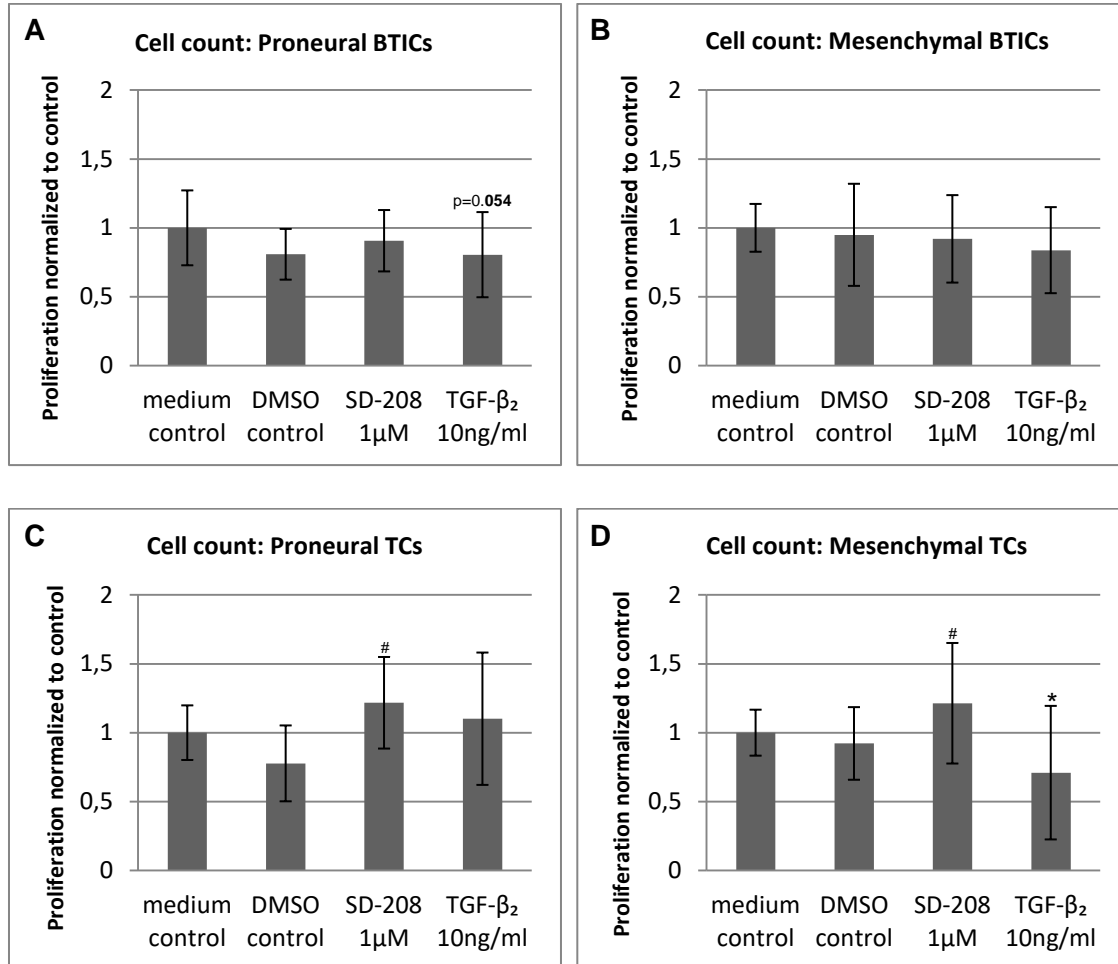 A
Cell count: Proneural BTICs
Proliferation normalized to control
2
1,5
1
0,5
0
p=0.054
medium control
DMSO control
SD-208 1µM
TGF-β₂ 10ng/ml
B
Cell count: Mesenchymal BTICs
Proliferation normalized to control
2
1,5
1
0,5
0
medium control
DMSO control
SD-208 1µM
TGF-β₂ 10ng/ml
C
Cell count: Proneural TCs
Proliferation normalized to control
2
1,5
1
0,5
0
#
medium control
DMSO control
SD-208 1µM
TGF-β₂ 10ng/ml
D
Cell count: Mesenchymal TCs
Proliferation normalized to control
2
1,5
1
0,5
0
#
*
medium control
DMSO control
SD-208 1µM
TGF-β₂ 10ng/ml